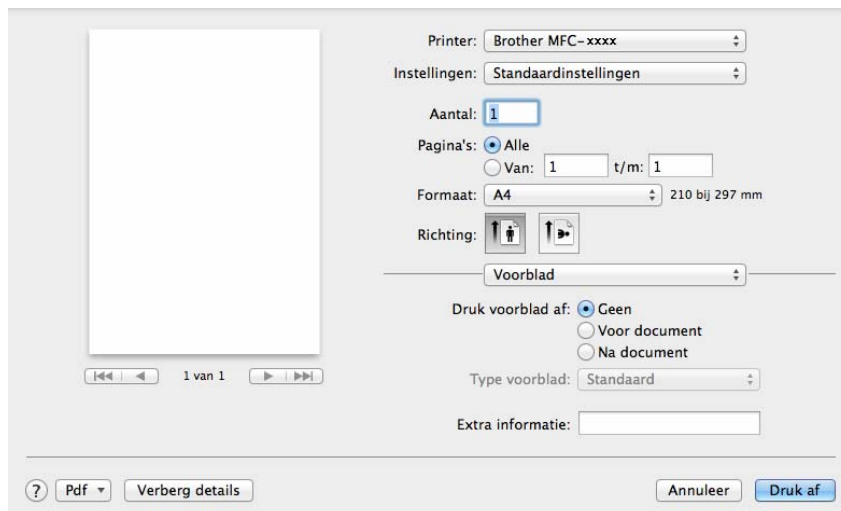 Printer: Brother MFC-xxxx
Instellingen: Standaardinstellingen
Aantal: 1
Pagina's: Alle
Van: 1 t/m: 1
Formaat: A4 210 bij 297 mm
Richting:
Voorblad
Druk voorblad af: Geen
Voor document
Na document
Type voorblad: Standaard
Extra informatie:
1 van 1
? Pdf Verberg details Annuleer Druk af